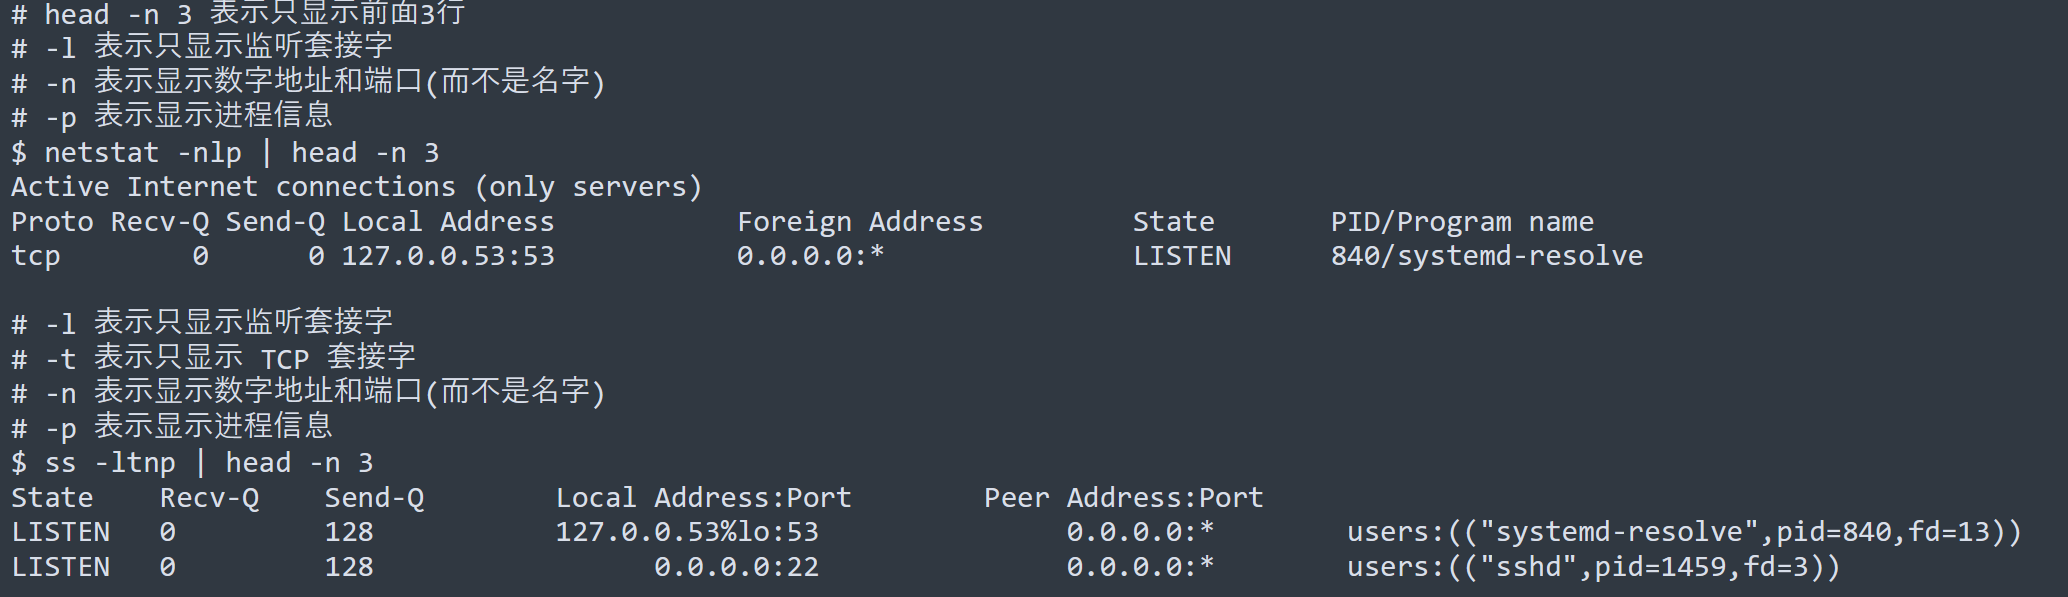 # head -n 3 表示只显示前面3行
# -l 表示只显示监听套接字
# -n 表示显示数字地址和端口(而不是名字)
# -p 表示显示进程信息
$ netstat -nlp | head -n 3
Active Internet connections (only servers)
Proto Recv-Q Send-Q Local Address           Foreign Address         State       PID/Program name
tcp        0      0 127.0.0.53:53           0.0.0.0:*               LISTEN      840/systemd-resolve
# -l 表示只显示监听套接字
# -t 表示只显示 TCP 套接字
# -n 表示显示数字地址和端口(而不是名字)
# -p 表示显示进程信息
$ ss -ltnp | head -n 3
State    Recv-Q    Send-Q        Local Address:Port        Peer Address:Port
LISTEN   0         128           127.0.0.53%lo:53               0.0.0.0:*        users:(("systemd-resolve",pid=840,fd=13))
LISTEN   0         128                 0.0.0.0:22               0.0.0.0:*        users:(("sshd",pid=1459,fd=3))